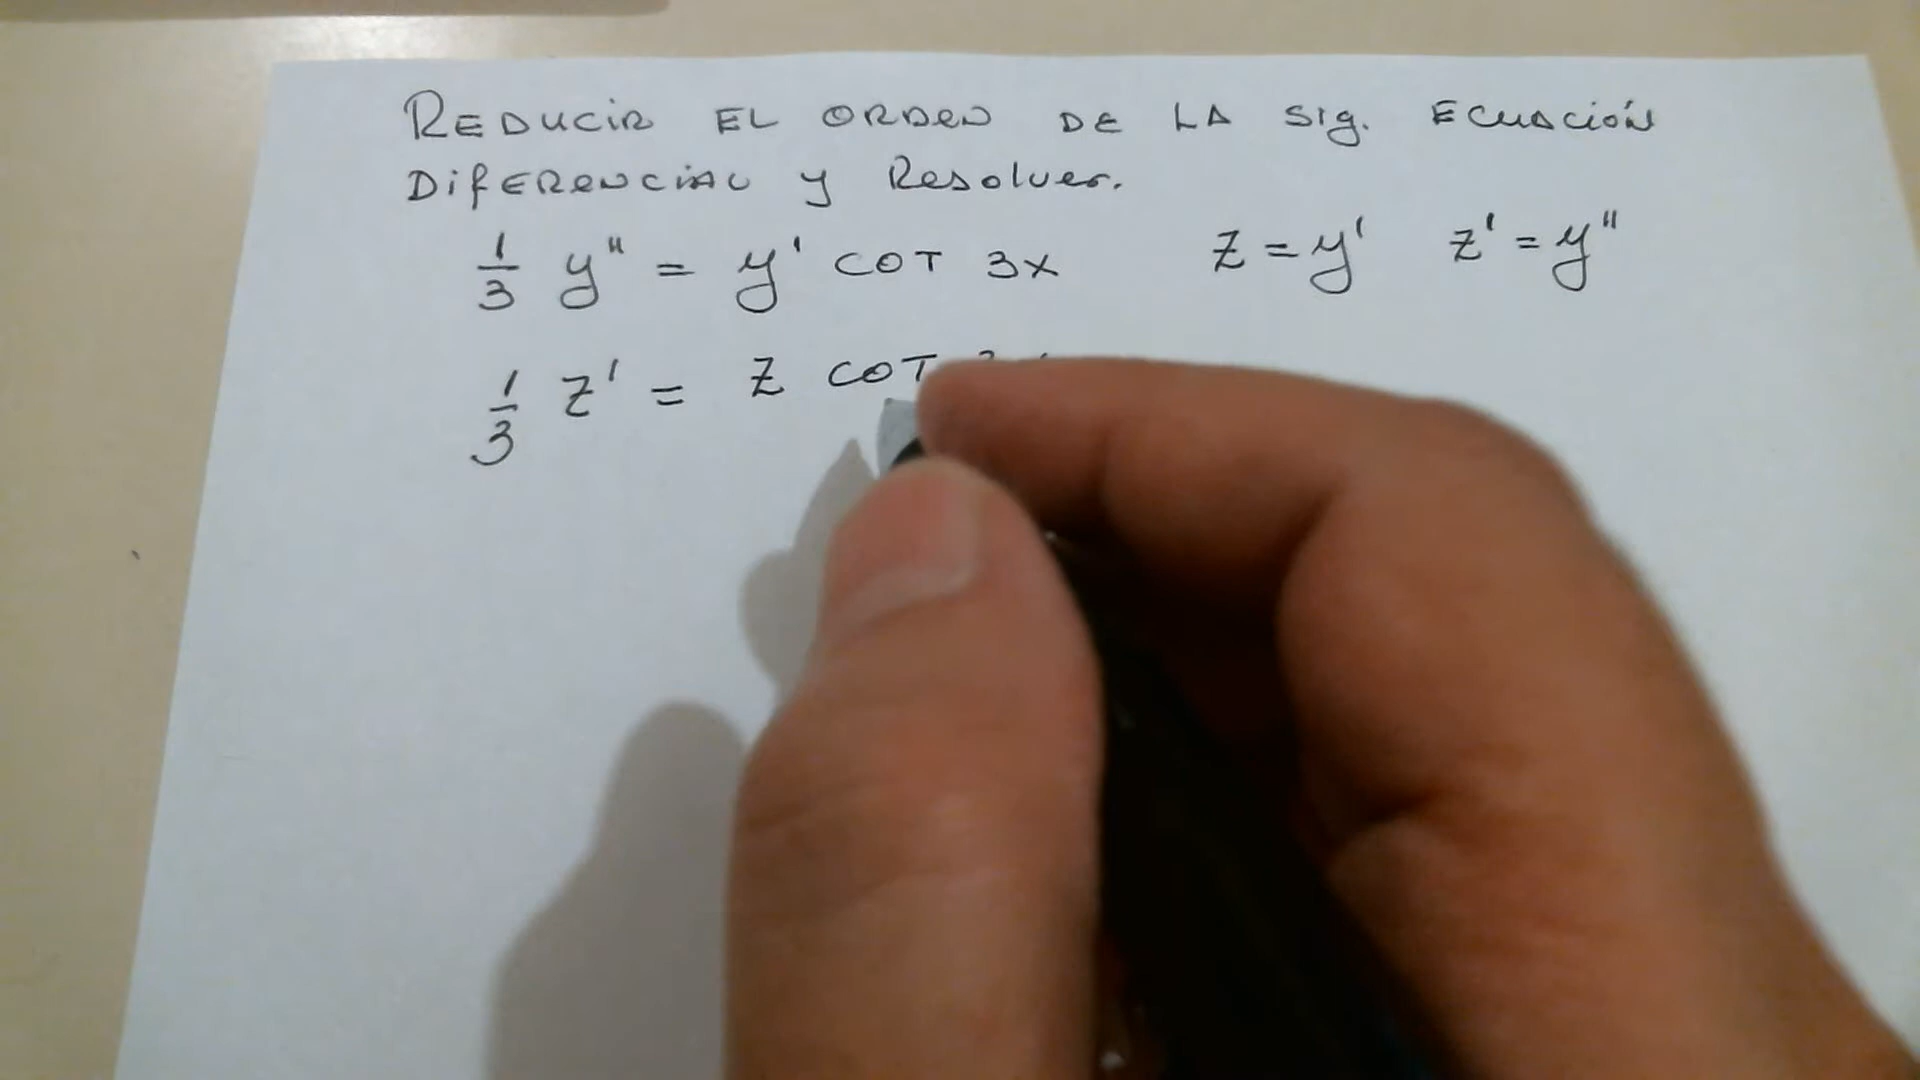 REDUCIR EL ORDEN DE LA SIG. ECUACIÓN
DIFERENCIAL Y RESOLVER.
1/3 y'' = y' COT 3x z = y' z' = y''
1/3 z' = z COT